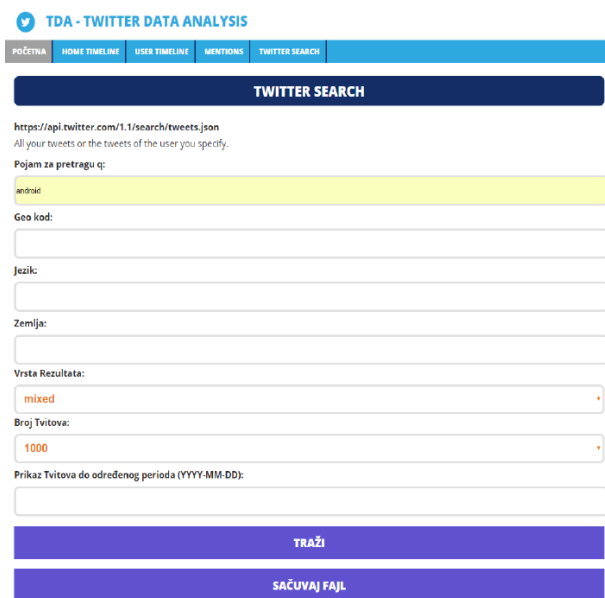 TDA - TWITTER DATA ANALYSIS
POČETNA HOME TIMELINE USER TIMELINE MENTIONS TWITTER SEARCH
TWITTER SEARCH
https://api.twitter.com/1.1/search/tweets.json
All your tweets or the tweets of the user you specify.
Pojam za pretragu q:
android
Geo kod:
Jezik:
Zemlja:
Vrsta Rezultata:
mixed
Broj Tvitova:
1000
Prikaz Tvitova do određenog perioda (YYYY-MM-DD):
TRAŽI
SAČUVAJ FAJL